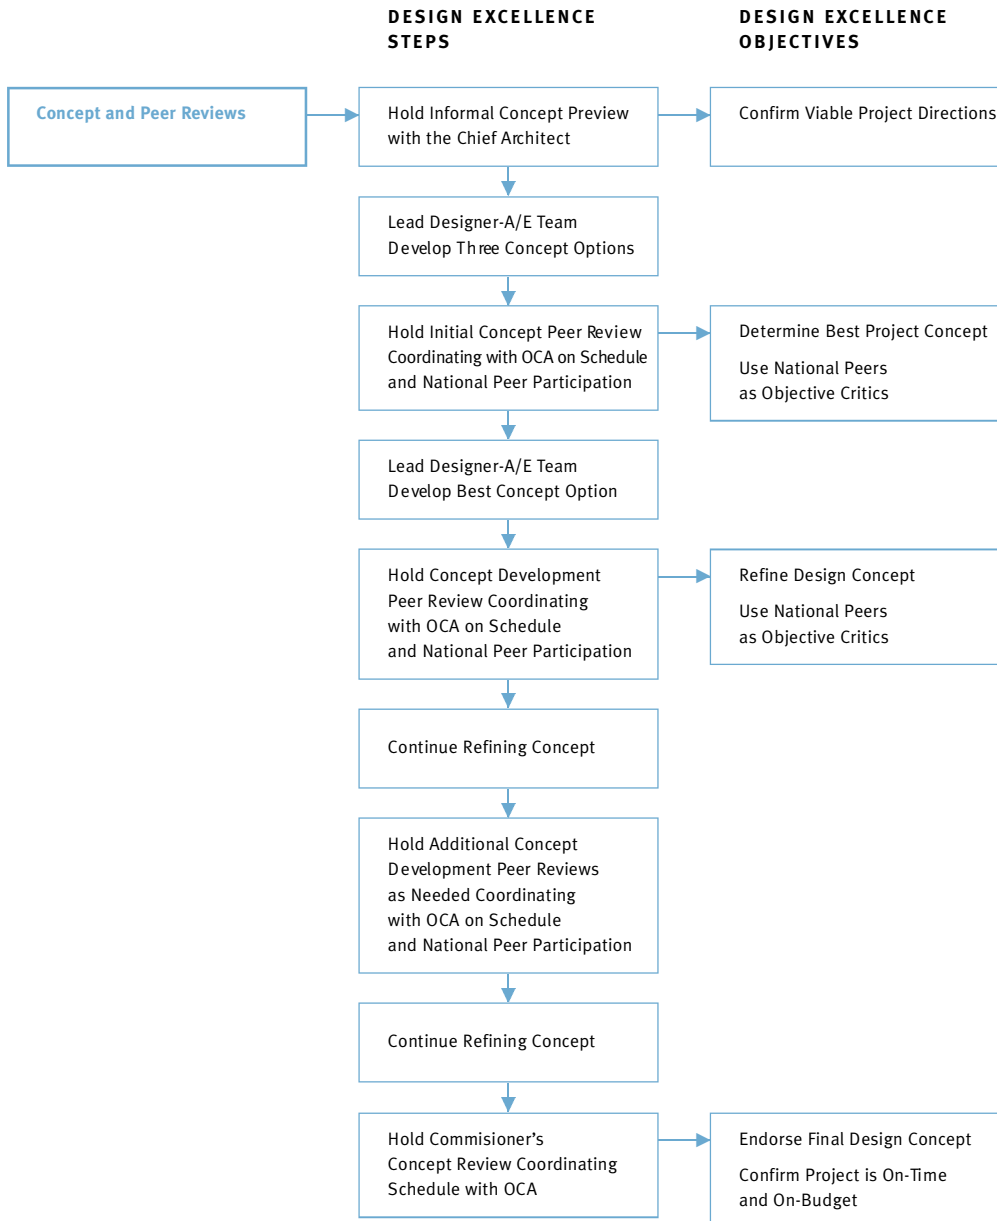 DESIGN EXCELLENCE
STEPS
DESIGN EXCELLENCE
OBJECTIVES
Concept and Peer Reviews
Hold Informal Concept Preview
with the Chief Architect
Confirm Viable Project Directions
Lead Designer-A/E Team
Develop Three Concept Options
Hold Initial Concept Peer Review
Coordinating with OCA on Schedule
and National Peer Participation
Determine Best Project Concept
Use National Peers
as Objective Critics
Lead Designer-A/E Team
Develop Best Concept Option
Hold Concept Development
Peer Review Coordinating
with OCA on Schedule
and National Peer Participation
Refine Design Concept
Use National Peers
as Objective Critics
Continue Refining Concept
Hold Additional Concept
Development Peer Reviews
as Needed Coordinating
with OCA on Schedule
and National Peer Participation
Continue Refining Concept
Hold Commisioner’s
Concept Review Coordinating
Schedule with OCA
Endorse Final Design Concept
Confirm Project is On-Time
and On-Budget